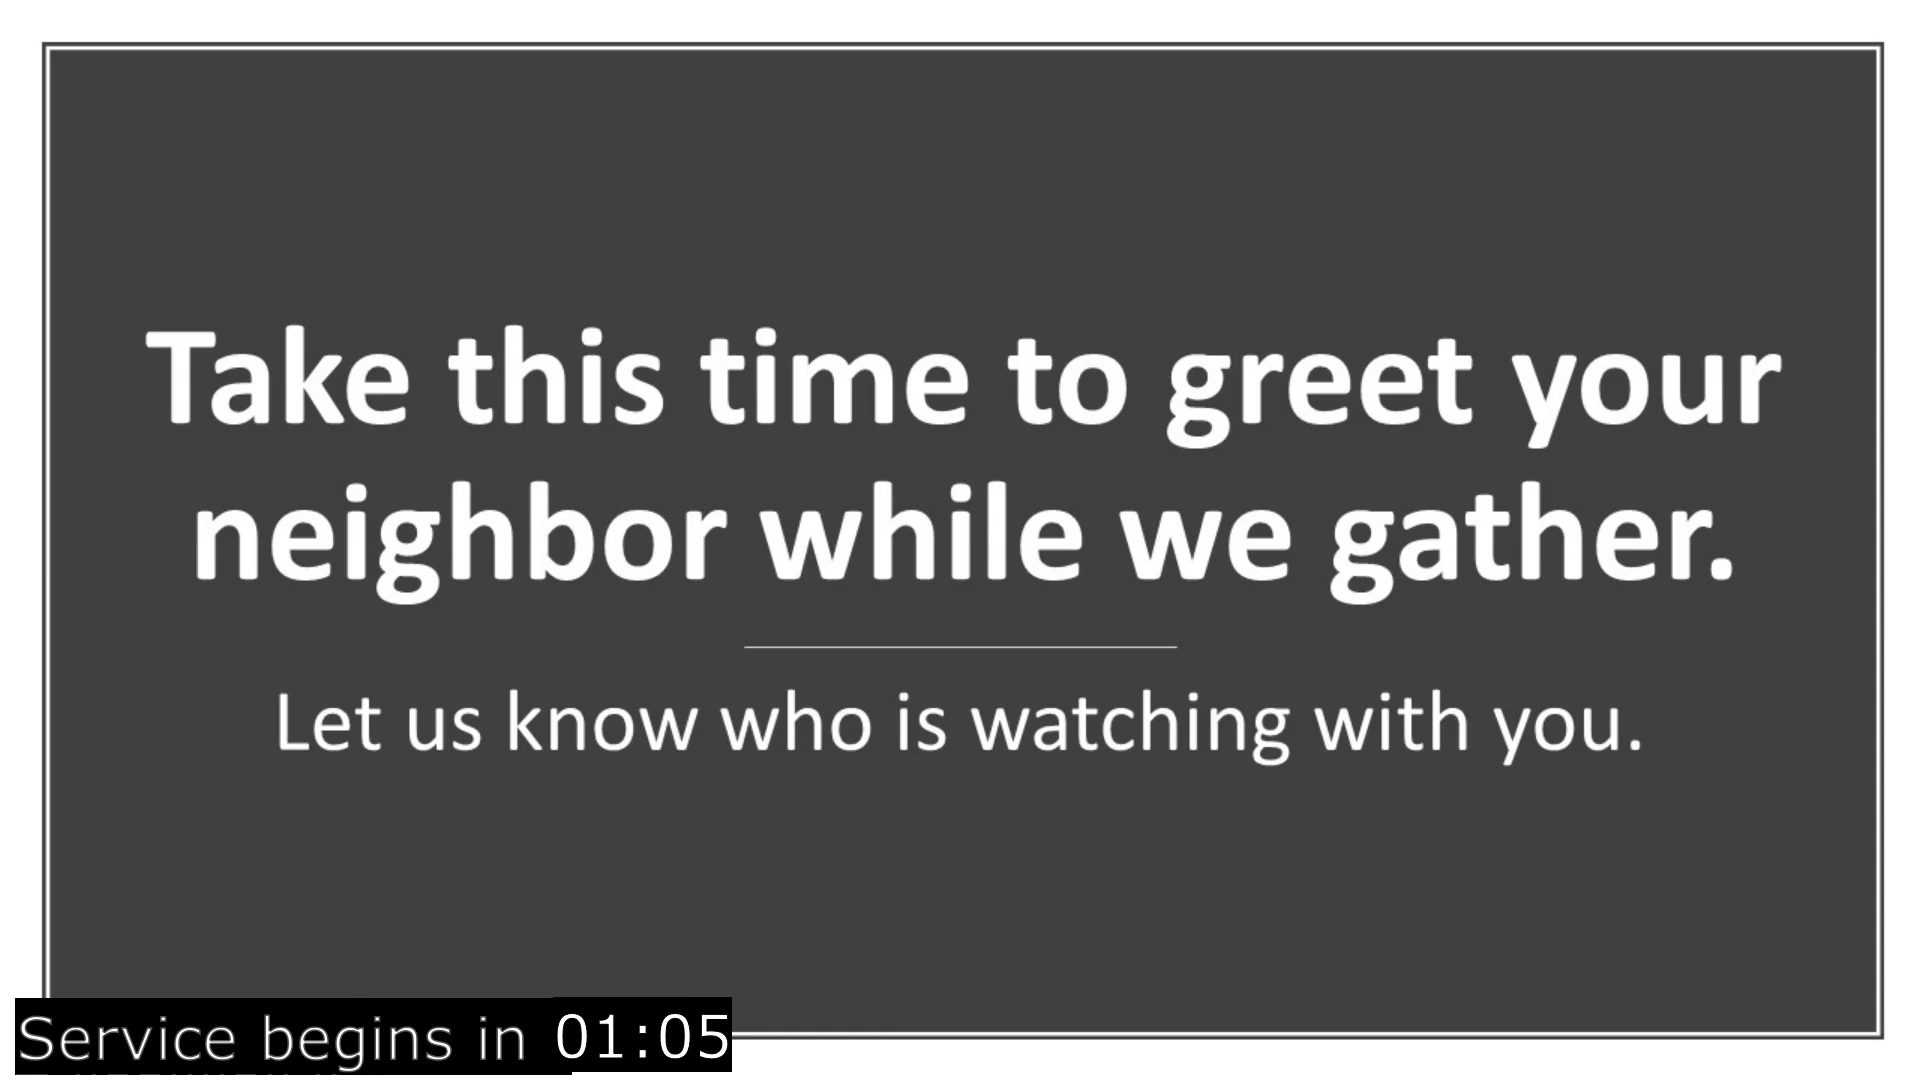 Take this time to greet your
neighbor while we gather.
Let us know who is watching with you.
Service begins in 01:05